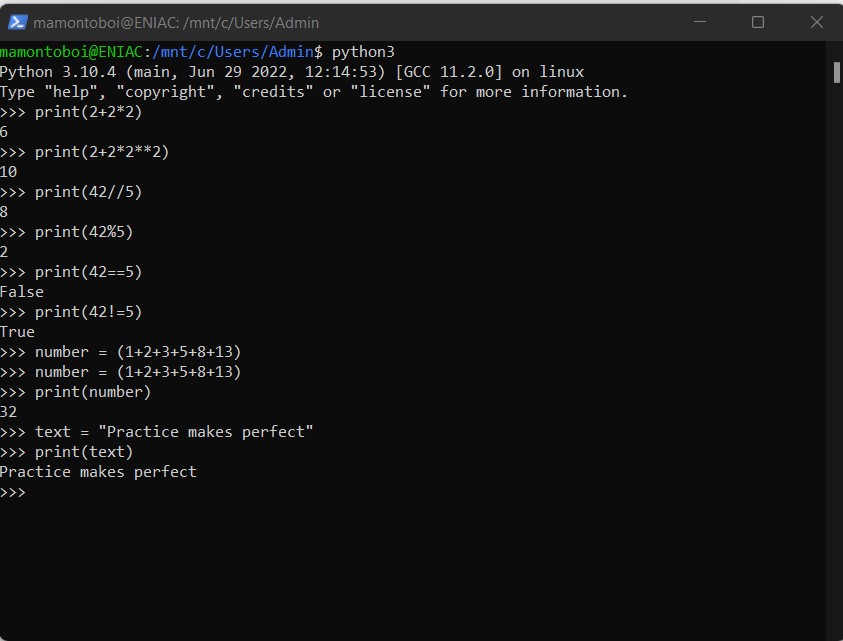 mamontoboi@ENIAC: /mnt/c/Users/Admin
mamontoboi@ENIAC:/mnt/c/Users/Admin$ python3
Python 3.10.4 (main, Jun 29 2022, 12:14:53) [GCC 11.2.0] on linux
Type "help", "copyright", "credits" or "license" for more information.
>>> print(2+2*2)
6
>>> print(2+2*2**2)
10
>>> print(42//5)
8
>>> print(42%5)
2
>>> print(42==5)
False
>>> print(42!=5)
True
>>> number = (1+2+3+5+8+13)
>>> number = (1+2+3+5+8+13)
>>> print(number)
32
>>> text = "Practice makes perfect"
>>> print(text)
Practice makes perfect
>>>